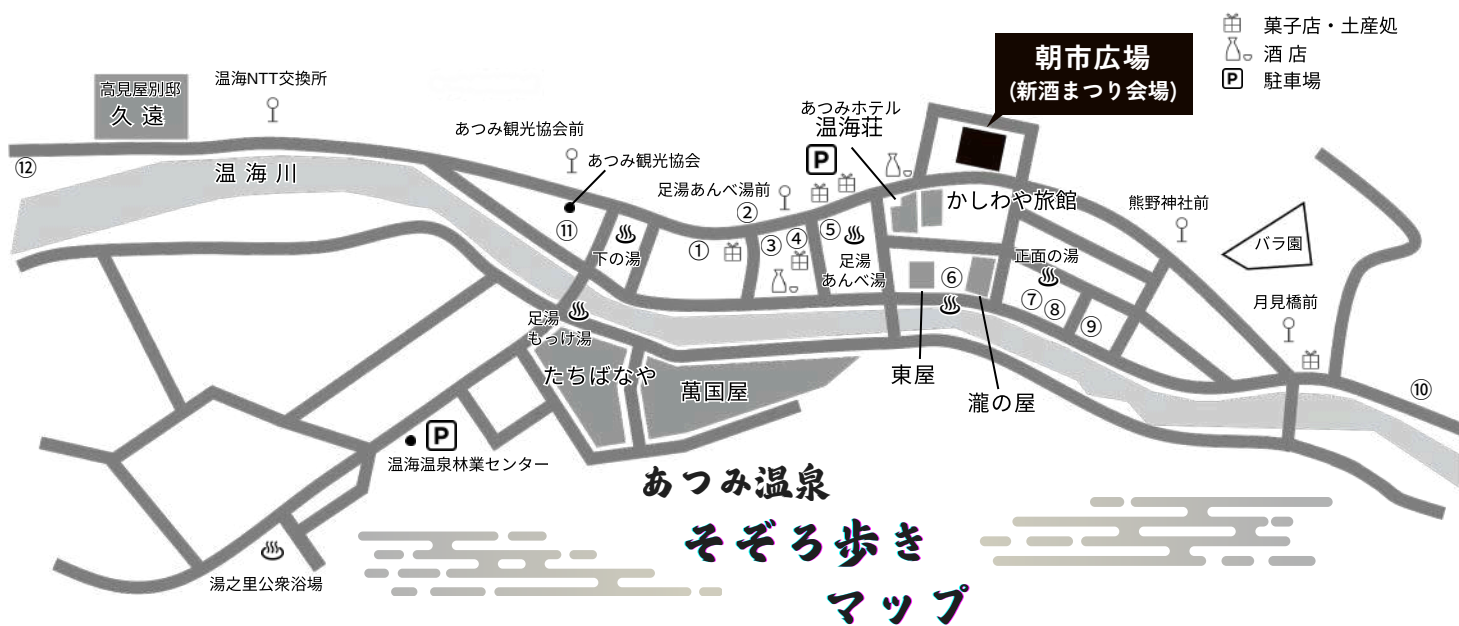 菓子店・土産処
酒 店
P 駐車場
朝市広場
(新酒まつり会場)
高見屋別邸
久 遠
温海NTT交換所
あつみ観光協会前
あつみ観光協会
あつみホテル
温海荘
P
足湯あんべ湯前
かしわや旅館
熊野神社前
バラ園
月見橋前
⑫
温 海 川
⑪
下の湯
①
②
③
④
⑤
足湯
あんべ湯
⑥
正面の湯
⑦
⑧
⑨
⑩
足湯
もっけ湯
たちばなや
萬国屋
東屋
瀧の屋
P
温海温泉林業センター
湯之里公衆浴場
あつみ温泉
そぞろ歩き
マップ